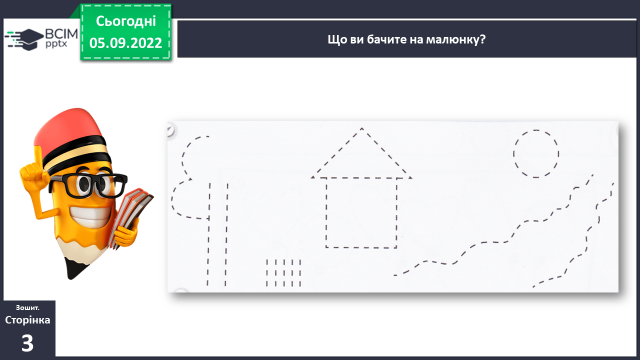 ВСІМ
pptx
Сьогодні
05.09.2022
Що ви бачите на малюнку?
Зошит.
Сторінка
3